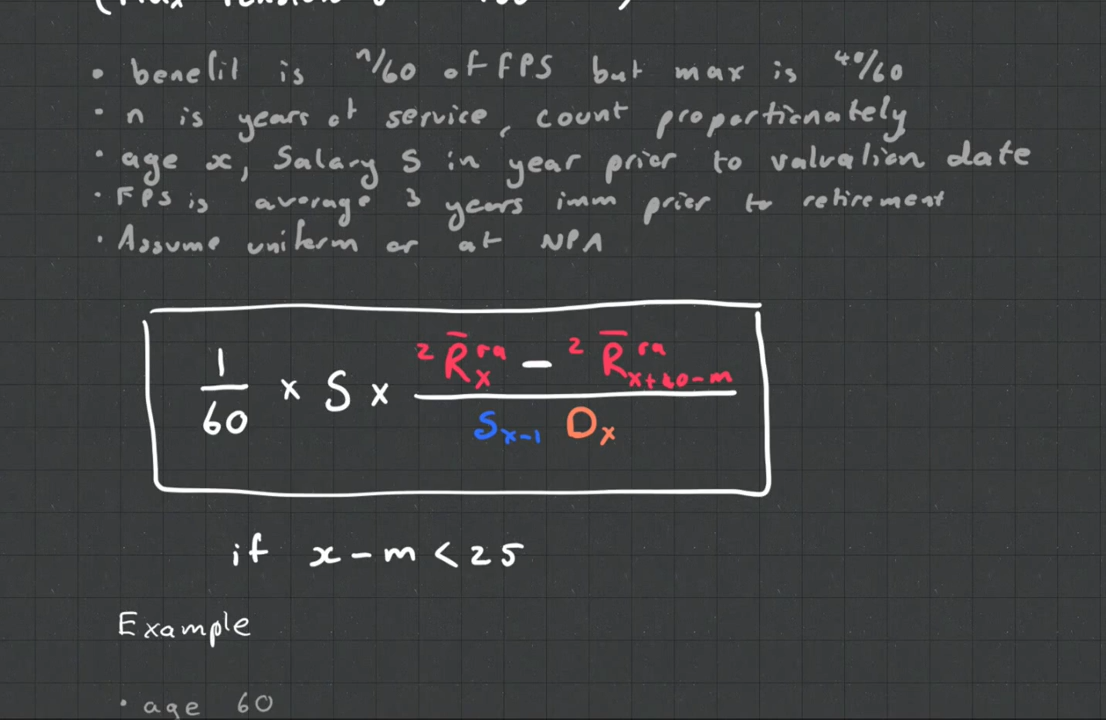 • benefit is n/60 of FPS but max is 40/60
• n is years of service, count proportionately
• age x, Salary S in year prior to valuation date
• FPS is average 3 years imm prior to retirement
• Assume uniform or at NPA
1/60 × S × (²R̄ₓʳᵃ − ²R̄ₓ₊₄₀₋ₘʳᵃ) / (Sₓ₋₁ Dₓ)
if x - m < 25
Example
• age 60